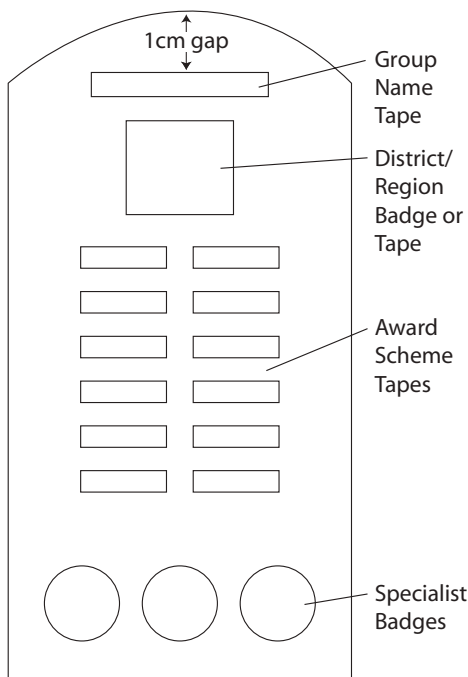 1cm gap
Group
Name
Tape
District/
Region
Badge or
Tape
Award
Scheme
Tapes
Specialist
Badges